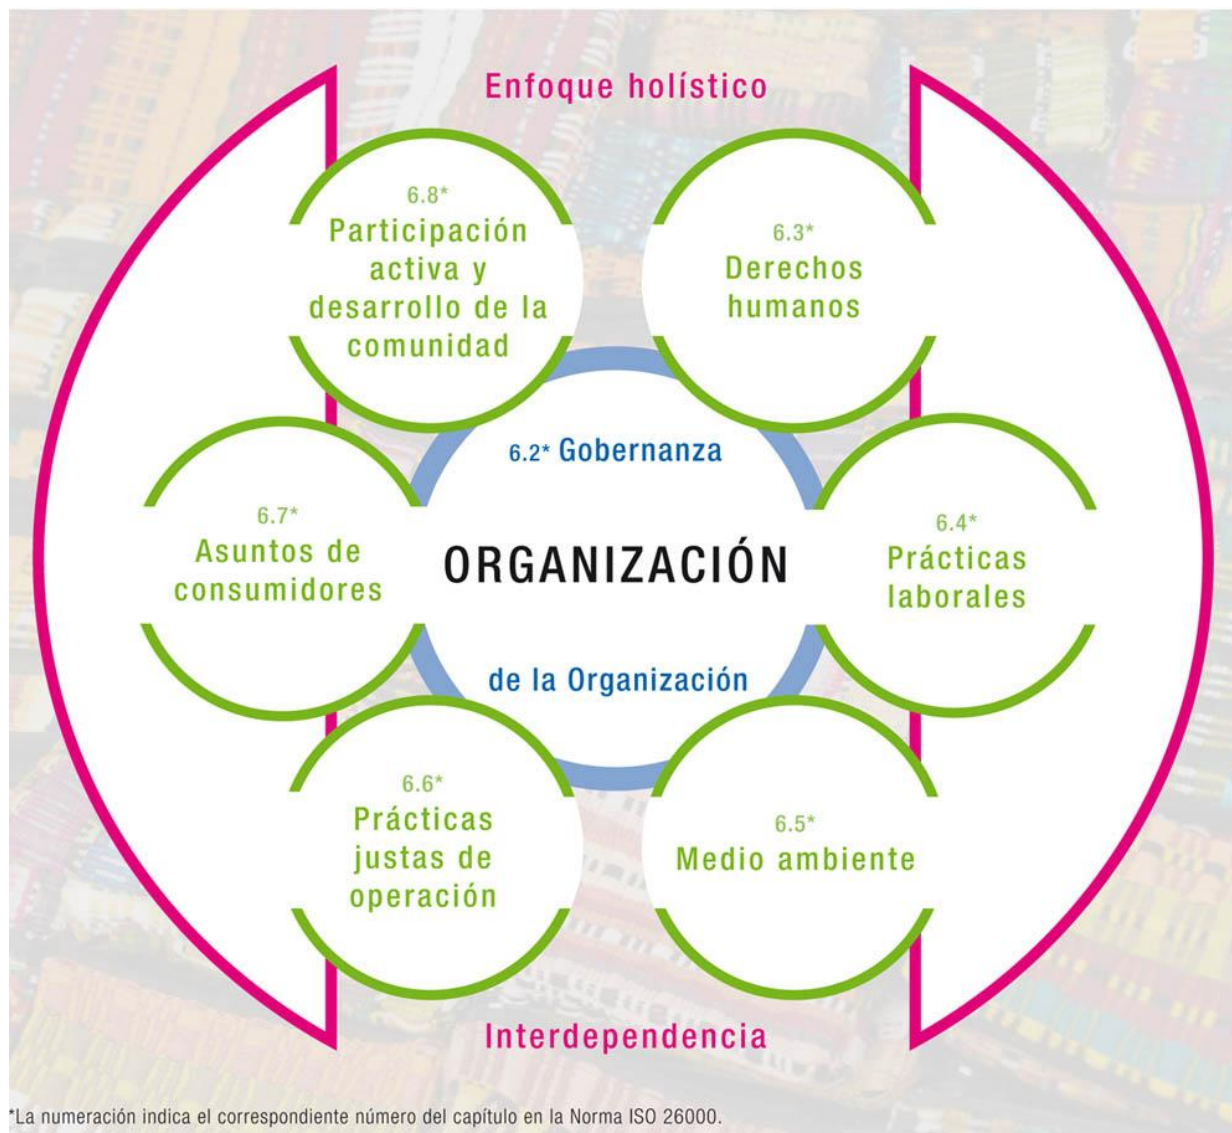 Enfoque holístico
6.8*
Participación
activa y
desarrollo de la
comunidad
6.3*
Derechos
humanos
6.2* Gobernanza
6.7*
Asuntos de
consumidores
ORGANIZACIÓN
6.4*
Prácticas
laborales
de la Organización
6.6*
Prácticas
justas de
operación
6.5*
Medio ambiente
Interdependencia
*La numeración indica el correspondiente número del capítulo en la Norma ISO 26000.